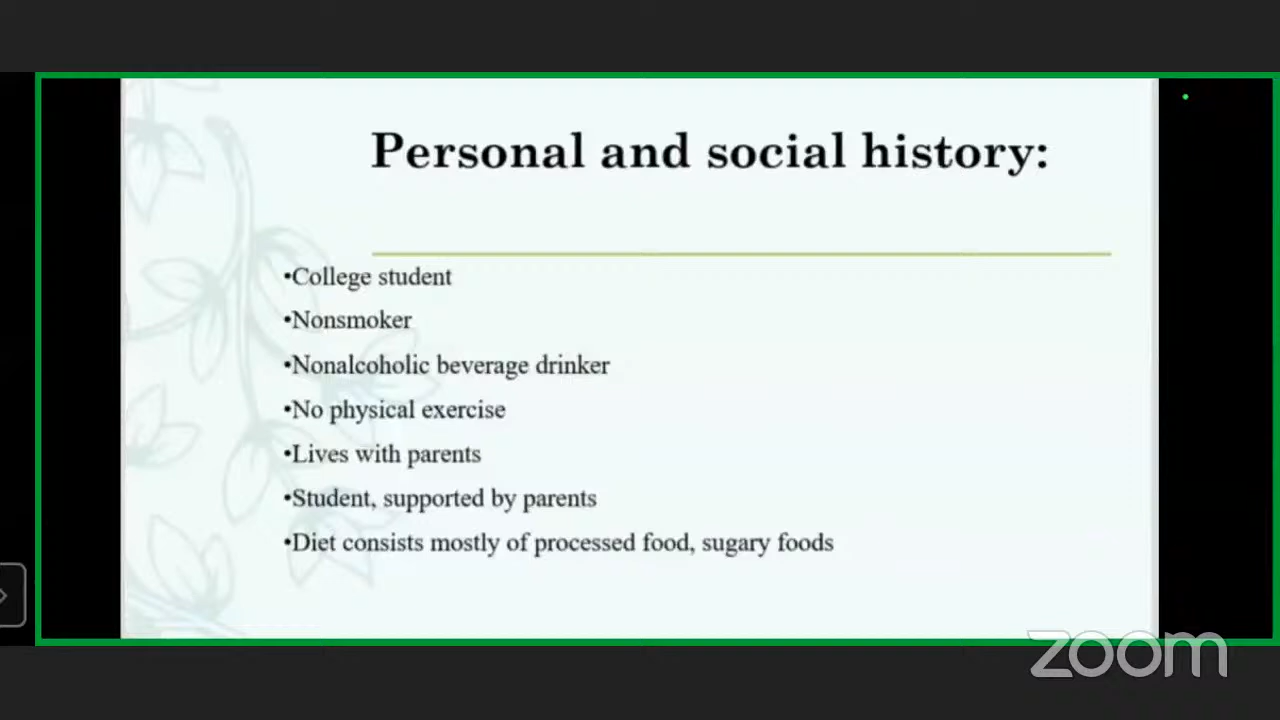 Personal and social history:
•College student
•Nonsmoker
•Nonalcoholic beverage drinker
•No physical exercise
•Lives with parents
•Student, supported by parents
•Diet consists mostly of processed food, sugary foods
zoom